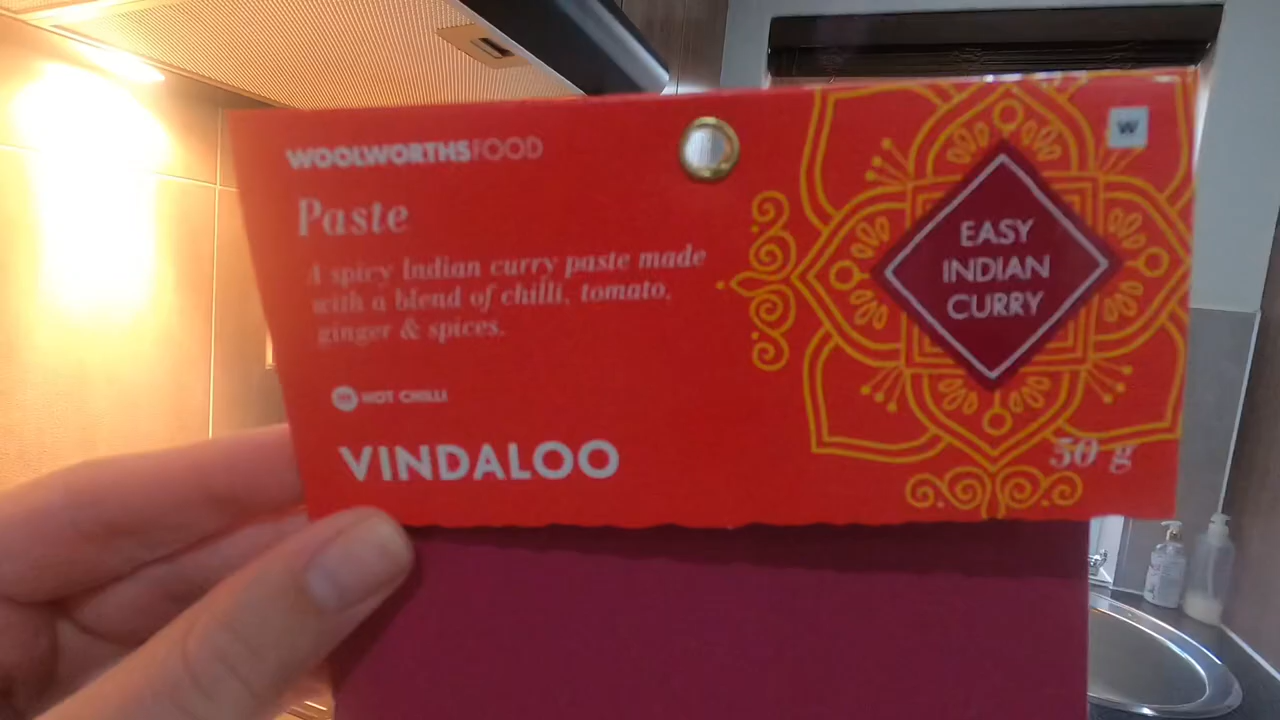 WOOLWORTHSFOOD
W
Paste
A spicy Indian curry paste made
with a blend of chilli, tomato,
ginger & spices.
HOT CHILLI
VINDALOO
EASY
INDIAN
CURRY
50 g